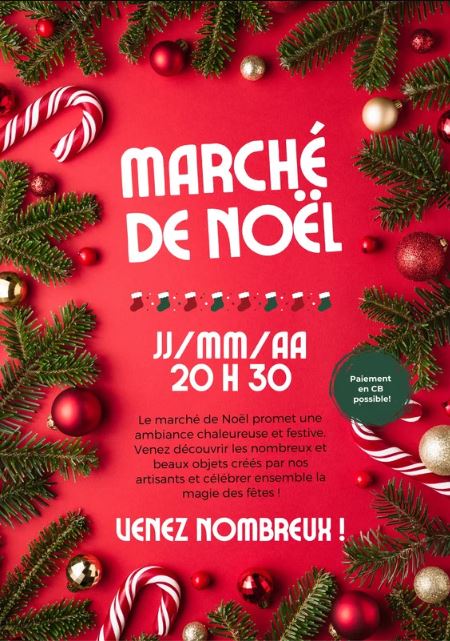 MARCHÉ
DE NOËL
JJ/MM/AA
20 H 30
Paiement
en CB
possible!
Le marché de Noël promet une
ambiance chaleureuse et festive.
Venez découvrir les nombreux et
beaux objets créés par nos
artisants et célébrer ensemble la
magie des fêtes !
VENEZ NOMBREUX !